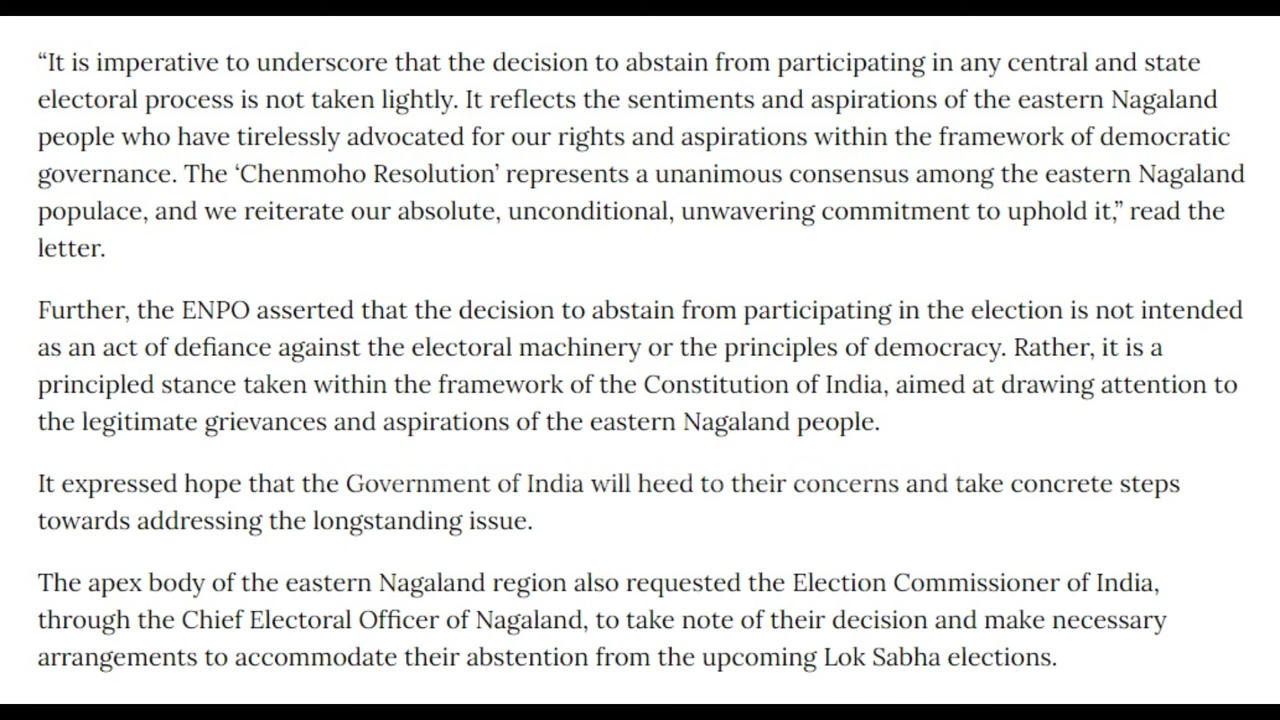 “It is imperative to underscore that the decision to abstain from participating in any central and state
electoral process is not taken lightly. It reflects the sentiments and aspirations of the eastern Nagaland
people who have tirelessly advocated for our rights and aspirations within the framework of democratic
governance. The ‘Chenmoho Resolution’ represents a unanimous consensus among the eastern Nagaland
populace, and we reiterate our absolute, unconditional, unwavering commitment to uphold it,” read the
letter.
Further, the ENPO asserted that the decision to abstain from participating in the election is not intended
as an act of defiance against the electoral machinery or the principles of democracy. Rather, it is a
principled stance taken within the framework of the Constitution of India, aimed at drawing attention to
the legitimate grievances and aspirations of the eastern Nagaland people.
It expressed hope that the Government of India will heed to their concerns and take concrete steps
towards addressing the longstanding issue.
The apex body of the eastern Nagaland region also requested the Election Commissioner of India,
through the Chief Electoral Officer of Nagaland, to take note of their decision and make necessary
arrangements to accommodate their abstention from the upcoming Lok Sabha elections.